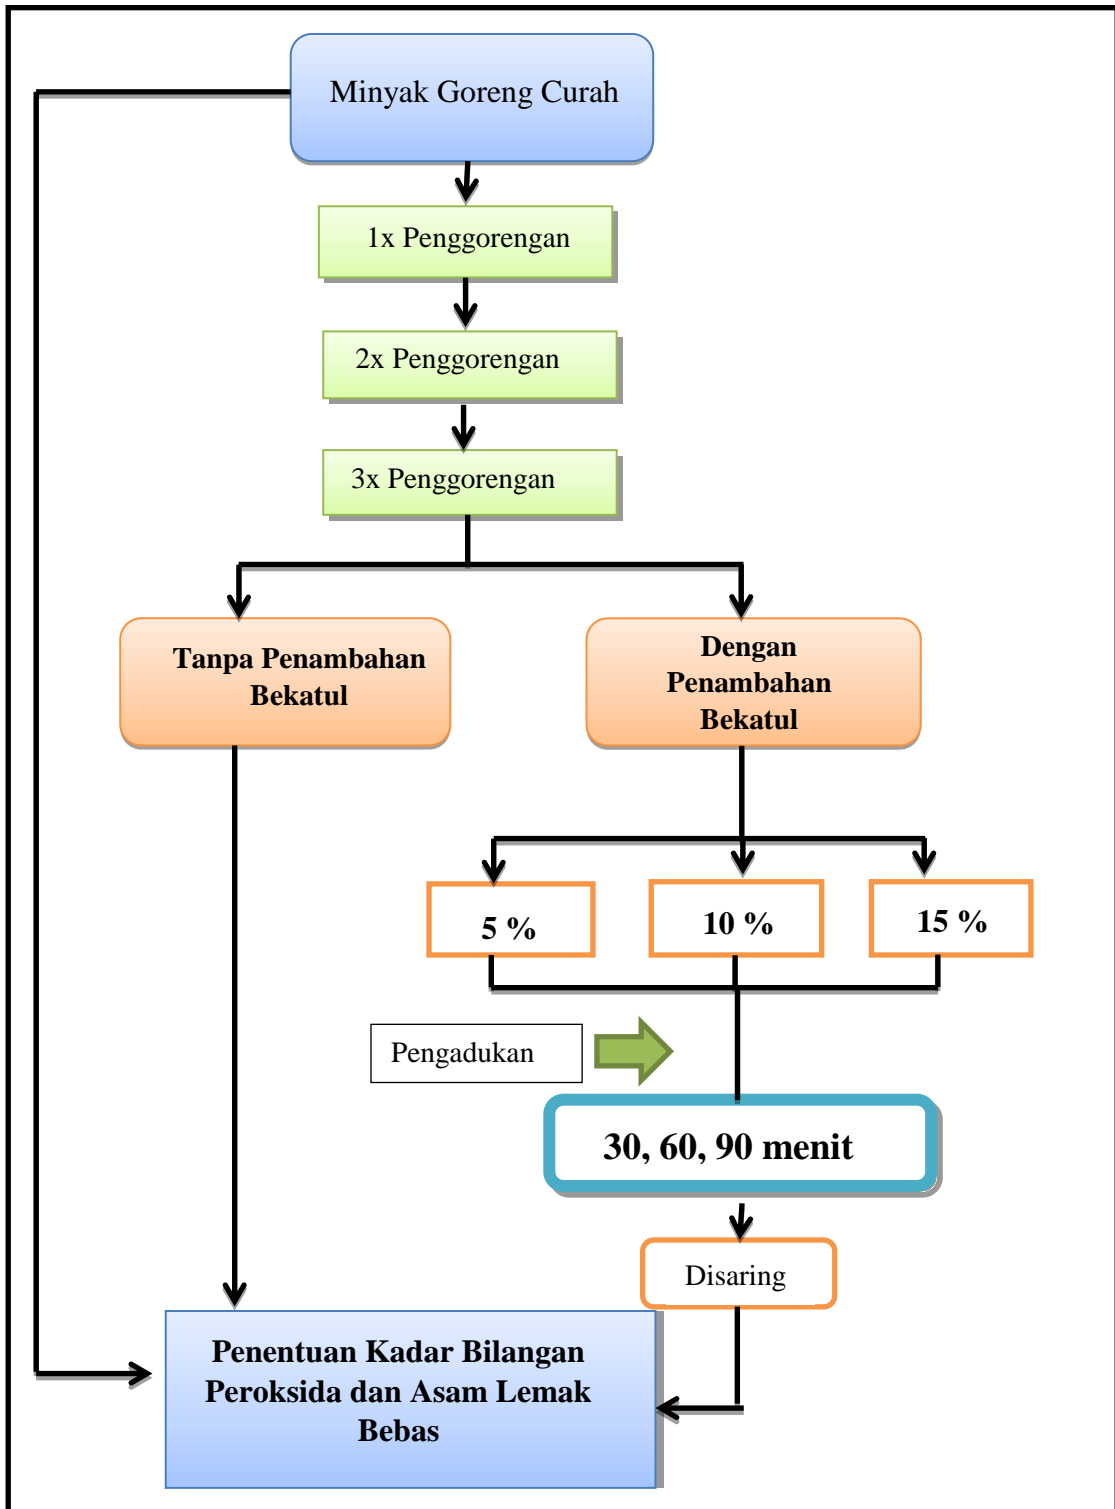 Minyak Goreng Curah
1x Penggorengan
2x Penggorengan
3x Penggorengan
Tanpa Penambahan
Bekatul
Dengan
Penambahan
Bekatul
5 %
10 %
15 %
Pengadukan
30, 60, 90 menit
Disaring
Penentuan Kadar Bilangan
Peroksida dan Asam Lemak
Bebas